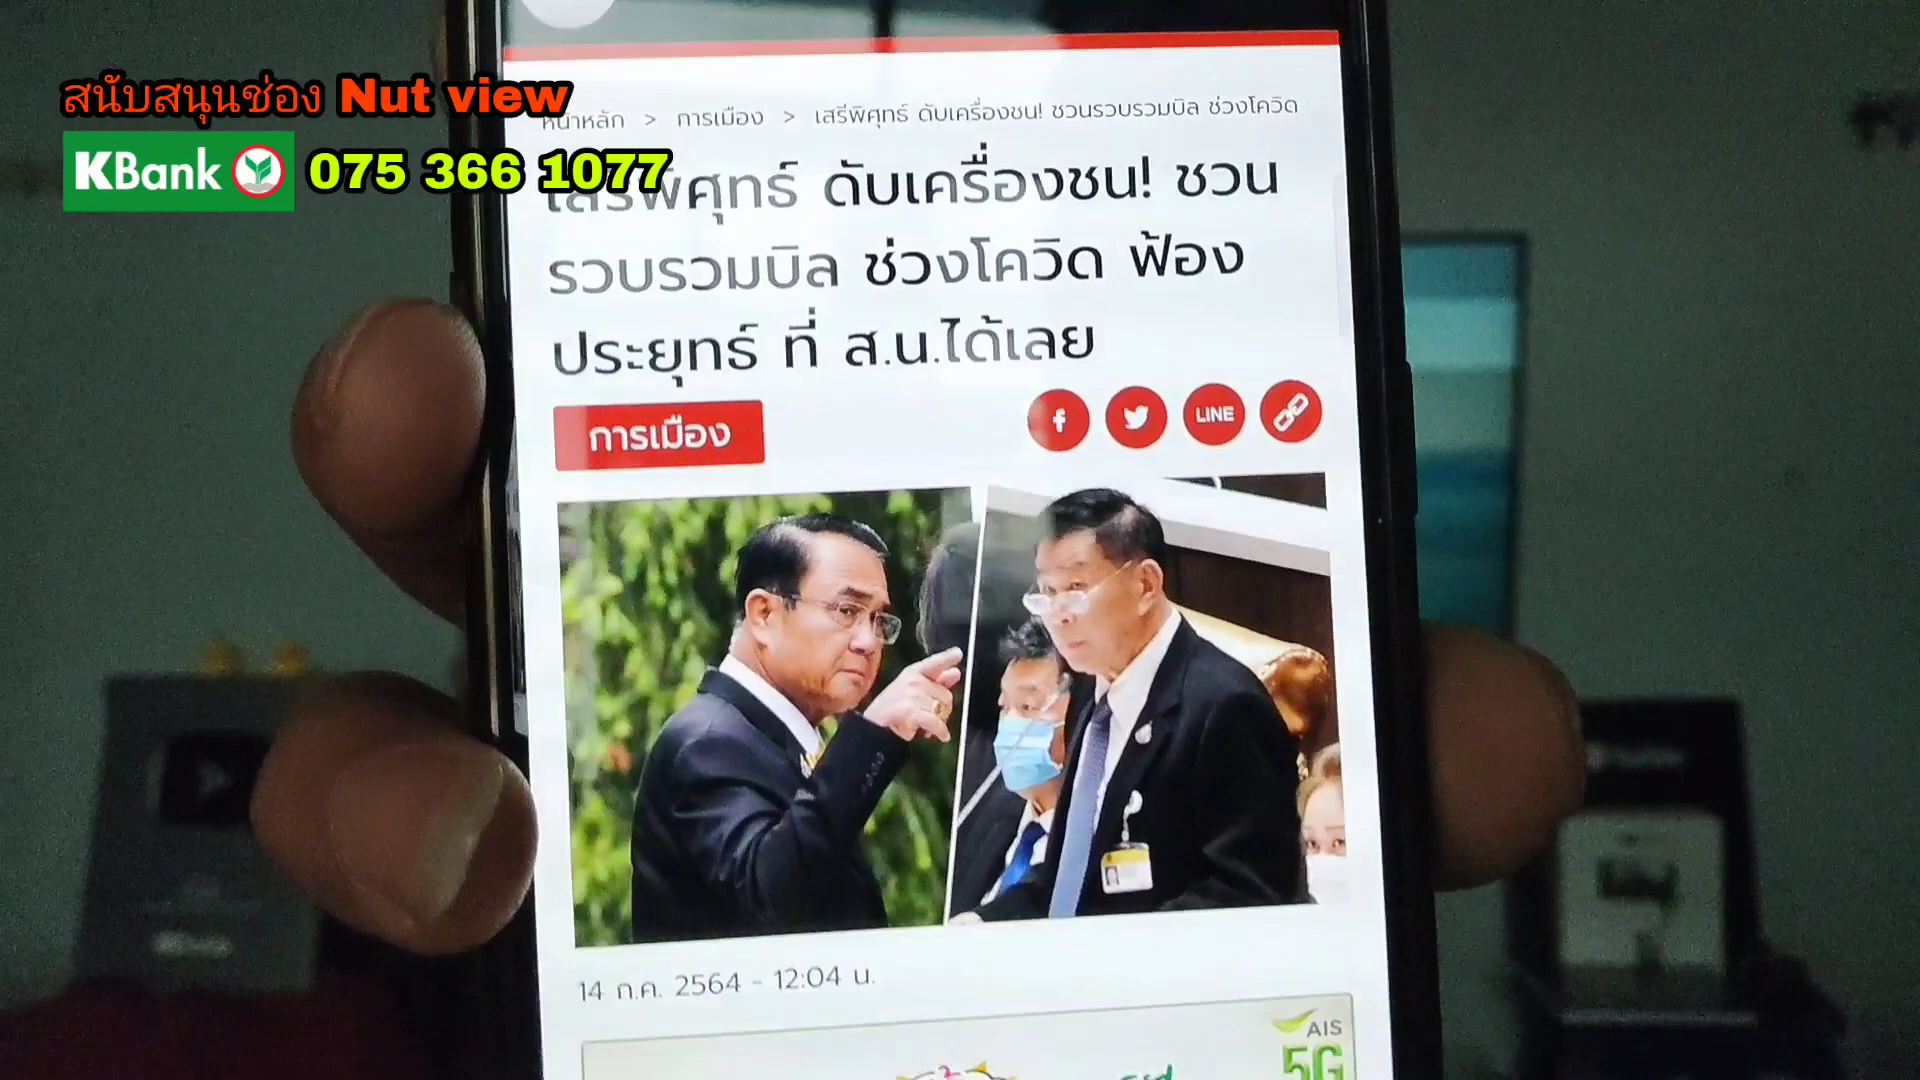 สนับสนุนช่อง Nut view
KBank 075 366 1077
หน้าหลัก > การเมือง > เสรีพิศุทธ์ ดับเครื่องชน! ชวนรวบรวมบิล ช่วงโควิด
เสรีพิศุทธ์ ดับเครื่องชน! ชวน
รวบรวมบิล ช่วงโควิด ฟ้อง
ประยุทธ์ ที่ ส.น.ได้เลย
การเมือง
LINE
14 ก.ค. 2564 - 12:04 น.
AIS
5G